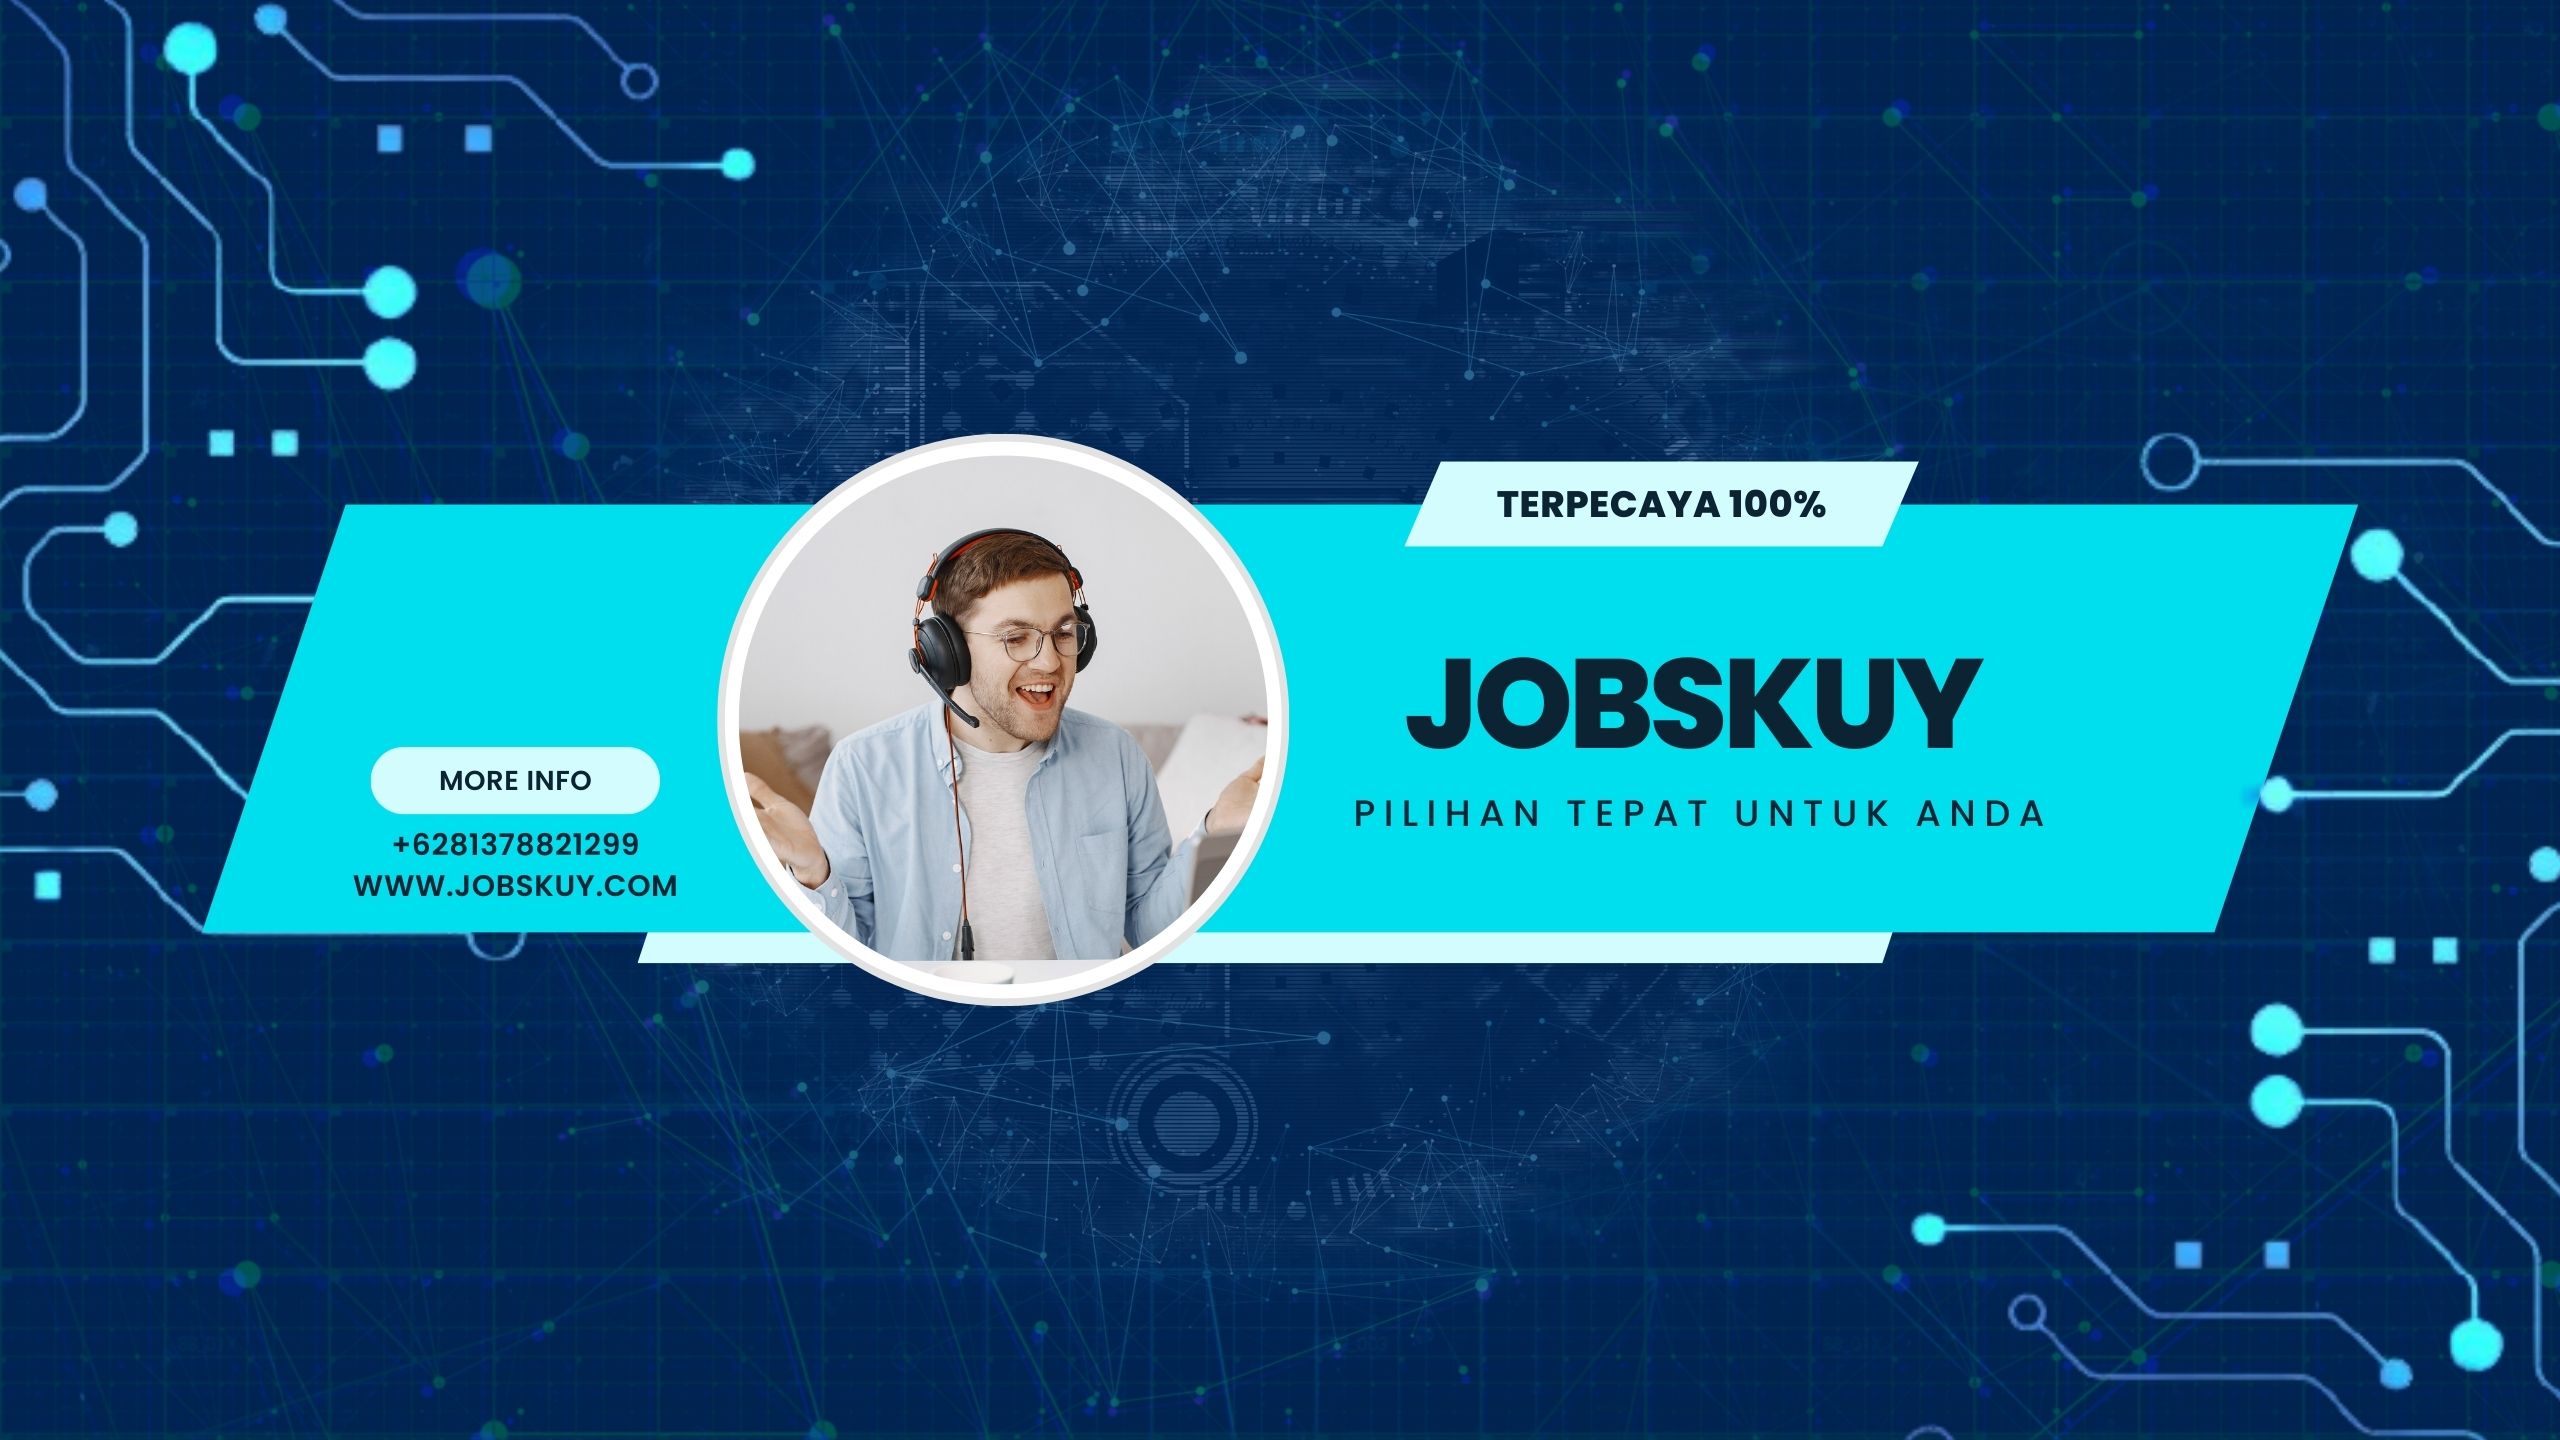 TERPECAYA 100%
JOBSKUY
PILIHAN TEPAT UNTUK ANDA
MORE INFO
+6281378821299
WWW.JOBSKUY.COM